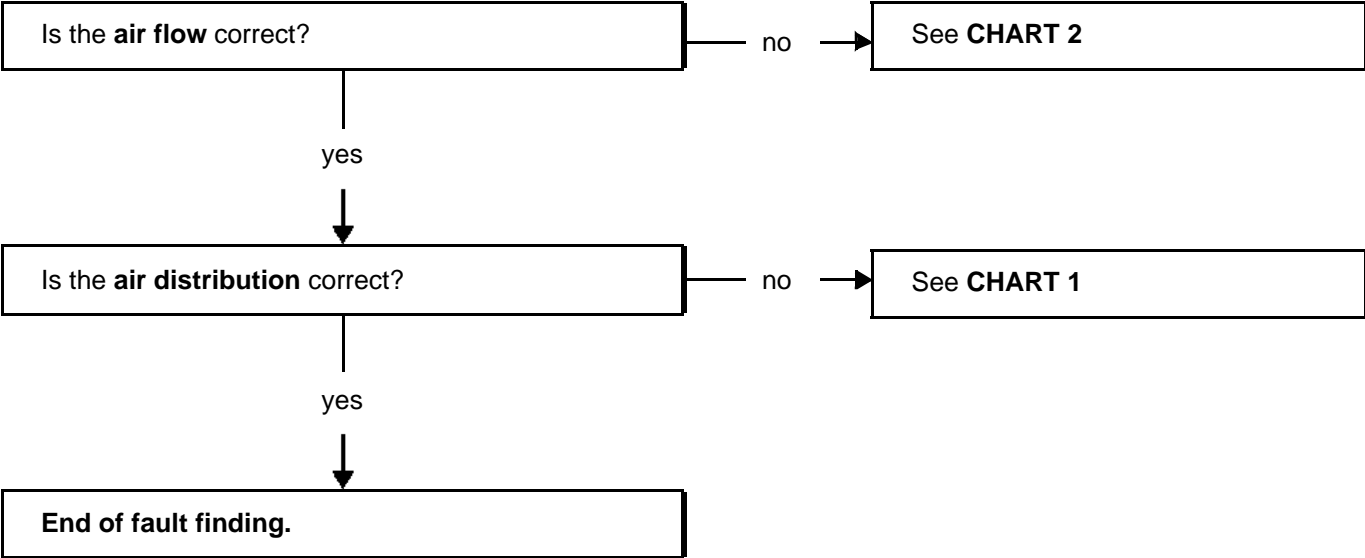 Is the air flow correct?
no
See CHART 2
yes
Is the air distribution correct?
no
See CHART 1
yes
End of fault finding.